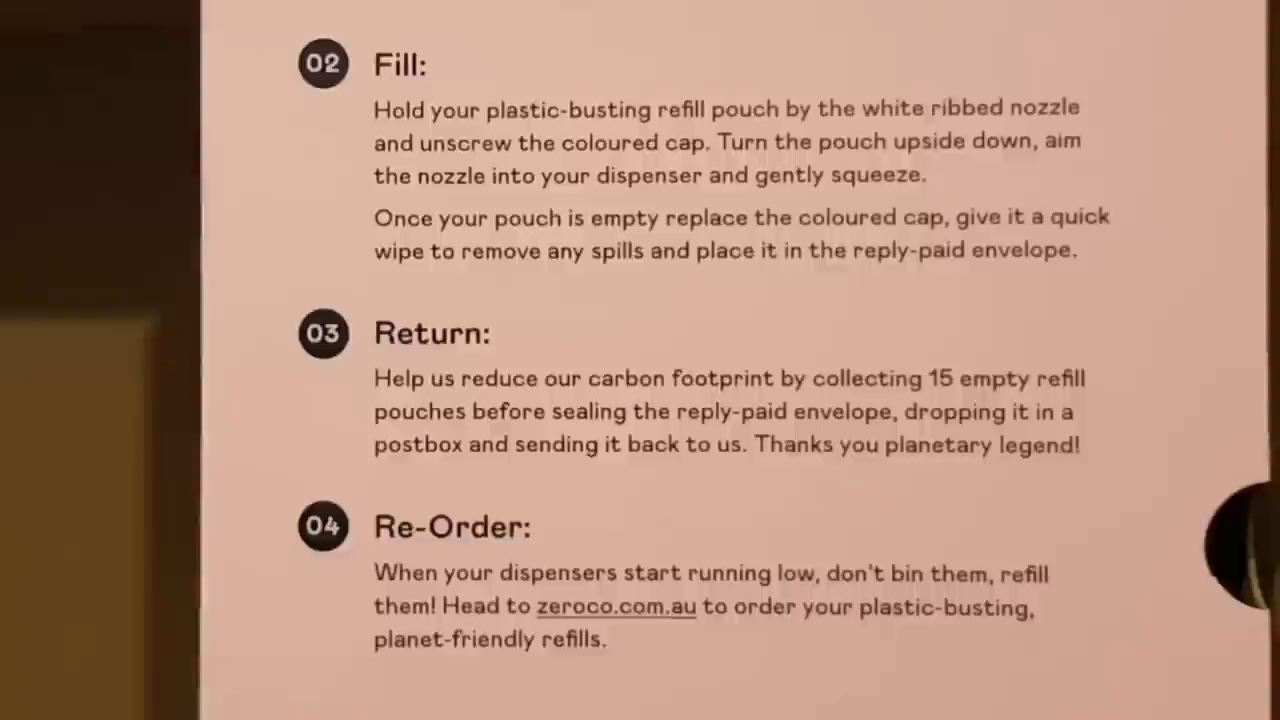 02 Fill:
Hold your plastic-busting refill pouch by the white ribbed nozzle
and unscrew the coloured cap. Turn the pouch upside down, aim
the nozzle into your dispenser and gently squeeze.
Once your pouch is empty replace the coloured cap, give it a quick
wipe to remove any spills and place it in the reply-paid envelope.
03 Return:
Help us reduce our carbon footprint by collecting 15 empty refill
pouches before sealing the reply-paid envelope, dropping it in a
postbox and sending it back to us. Thanks you planetary legend!
04 Re-Order:
When your dispensers start running low, don't bin them, refill
them! Head to zeroco.com.au to order your plastic-busting,
planet-friendly refills.